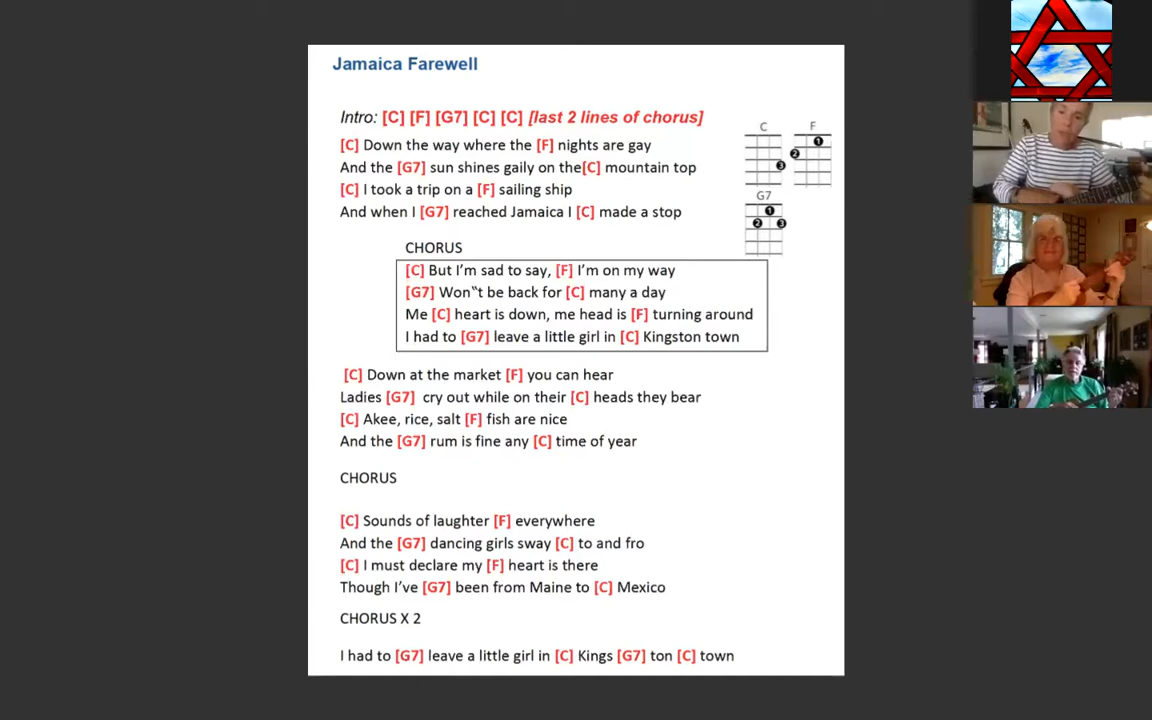 Jamaica Farewell
Intro: [C] [F] [G7] [C] [C] [last 2 lines of chorus]
[C] Down the way where the [F] nights are gay
And the [G7] sun shines gaily on the[C] mountain top
[C] I took a trip on a [F] sailing ship
And when I [G7] reached Jamaica I [C] made a stop
C F
1
2
3
G7
1
2 3
CHORUS
[C] But I’m sad to say, [F] I’m on my way
[G7] Won‟t be back for [C] many a day
Me [C] heart is down, me head is [F] turning around
I had to [G7] leave a little girl in [C] Kingston town
[C] Down at the market [F] you can hear
Ladies [G7] cry out while on their [C] heads they bear
[C] Akee, rice, salt [F] fish are nice
And the [G7] rum is fine any [C] time of year
CHORUS
[C] Sounds of laughter [F] everywhere
And the [G7] dancing girls sway [C] to and fro
[C] I must declare my [F] heart is there
Though I’ve [G7] been from Maine to [C] Mexico
CHORUS X 2
I had to [G7] leave a little girl in [C] Kings [G7] ton [C] town